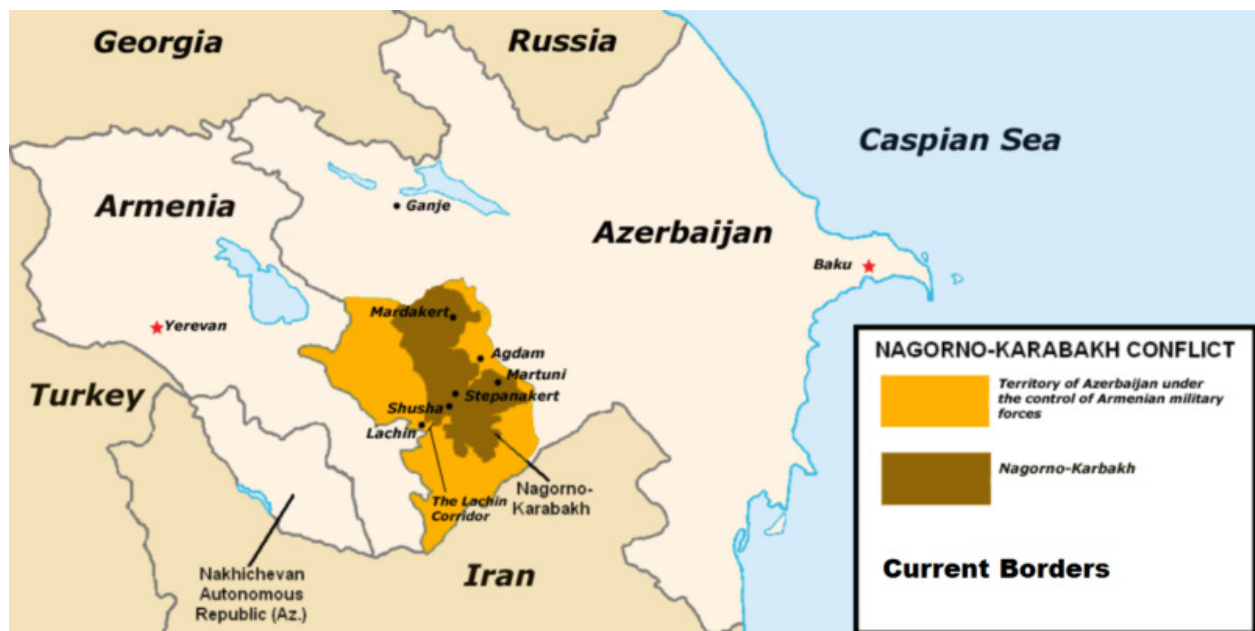 Georgia
Russia
Caspian Sea
Armenia
Ganje
Azerbaijan
Baku
Yerevan
Mardakert
Agdam
Martuni
Stepanakert
Shusha
Lachin
Turkey
The Lachin
Corridor
Nagorno-
Karabakh
Iran
Nakhichevan
Autonomous
Republic (Az.)
NAGORNO-KARABAKH CONFLICT
Territory of Azerbaijan under
the control of Armenian military
forces
Nagorno-Karbakh
Current Borders